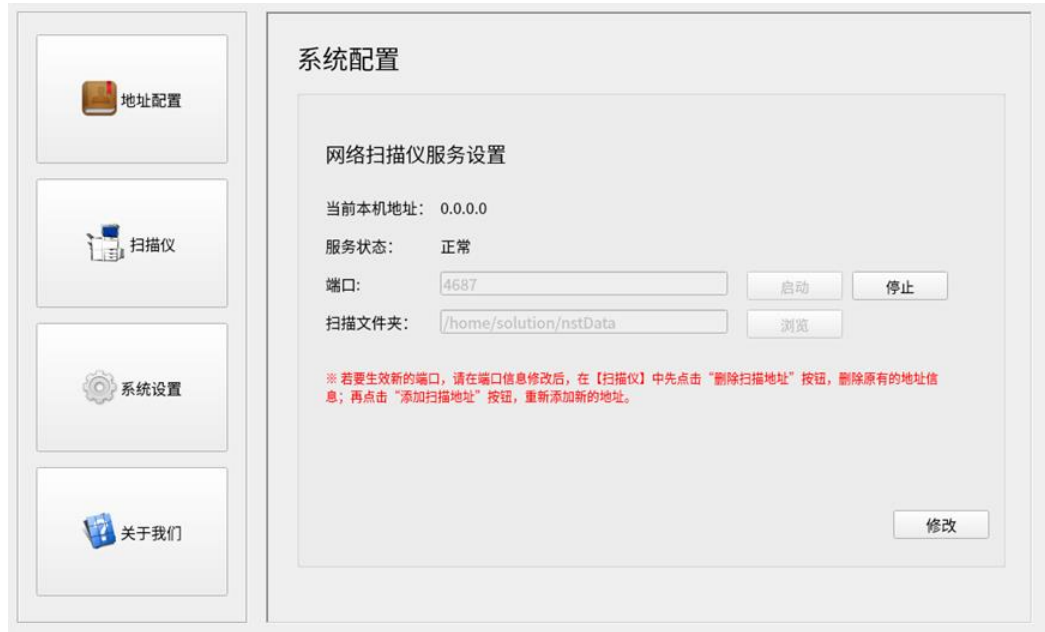 地址配置
扫描仪
系统设置
关于我们
系统配置
网络扫描仪服务设置
当前本机地址： 0.0.0.0
服务状态： 正常
端口: 4687 启动 停止
扫描文件夹： /home/solution/nstData 浏览
※ 若要生效新的端口，请在端口信息修改后，在【扫描仪】中先点击“删除扫描地址”按钮，删除原有的地址信
息；再点击“添加扫描地址”按钮，重新添加新的地址。
修改